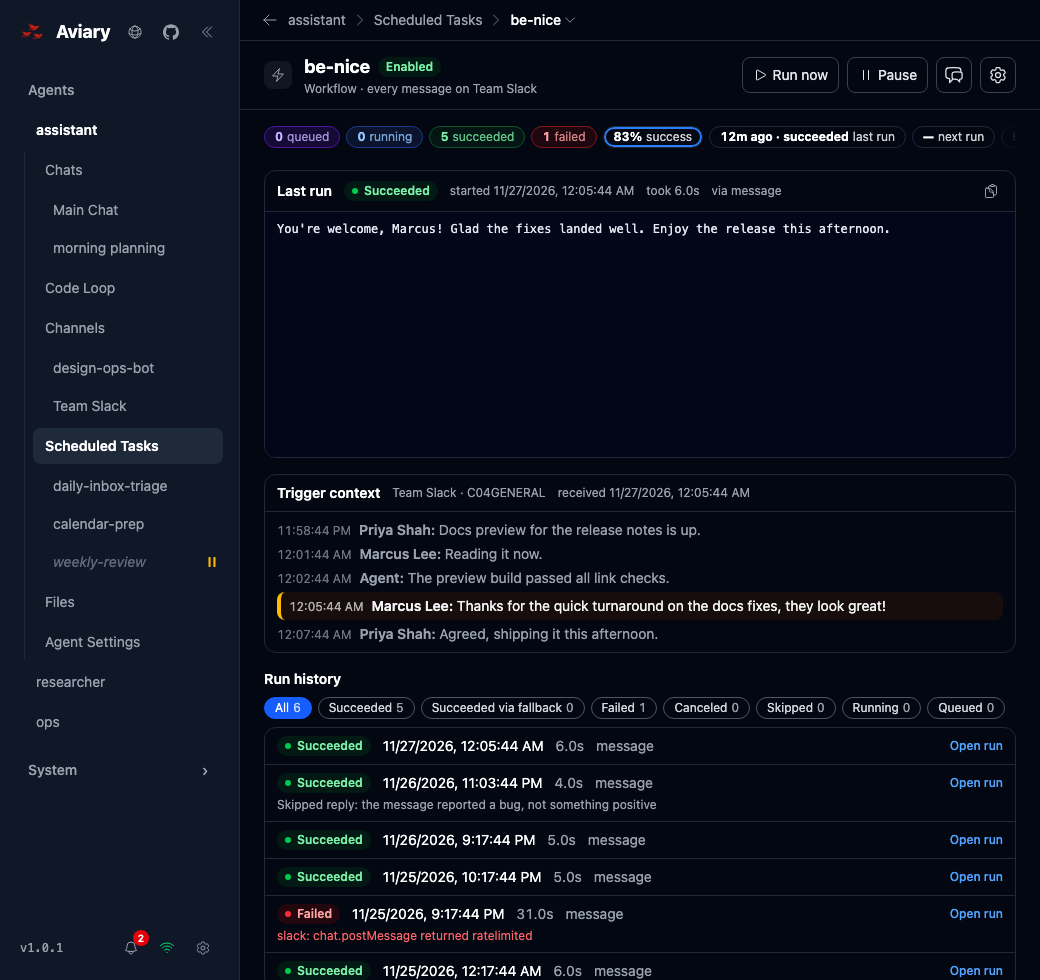 Aviary
Agents
assistant
Chats
Main Chat
morning planning
Code Loop
Channels
design-ops-bot
Team Slack
Scheduled Tasks
daily-inbox-triage
calendar-prep
weekly-review
Files
Agent Settings
researcher
ops
System
v1.0.1
2
assistant Scheduled Tasks be-nice
be-nice Enabled
Workflow · every message on Team Slack
Run now Pause
0 queued 0 running 5 succeeded 1 failed 83% success 12m ago · succeeded last run — next run
Last run Succeeded started 11/27/2026, 12:05:44 AM took 6.0s via message
You're welcome, Marcus! Glad the fixes landed well. Enjoy the release this afternoon.
Trigger context Team Slack · C04GENERAL received 11/27/2026, 12:05:44 AM
11:58:44 PM Priya Shah: Docs preview for the release notes is up.
12:01:44 AM Marcus Lee: Reading it now.
12:02:44 AM Agent: The preview build passed all link checks.
12:05:44 AM Marcus Lee: Thanks for the quick turnaround on the docs fixes, they look great!
12:07:44 AM Priya Shah: Agreed, shipping it this afternoon.
Run history
All 6 Succeeded 5 Succeeded via fallback 0 Failed 1 Canceled 0 Skipped 0 Running 0 Queued 0
Succeeded 11/27/2026, 12:05:44 AM 6.0s message Open run
Succeeded 11/26/2026, 11:03:44 PM 4.0s message Open run
Skipped reply: the message reported a bug, not something positive
Succeeded 11/26/2026, 9:17:44 PM 5.0s message Open run
Succeeded 11/25/2026, 10:17:44 PM 5.0s message Open run
Failed 11/25/2026, 9:17:44 PM 31.0s message Open run
slack: chat.postMessage returned ratelimited
Succeeded 11/25/2026, 12:17:44 AM 6.0s message Open run